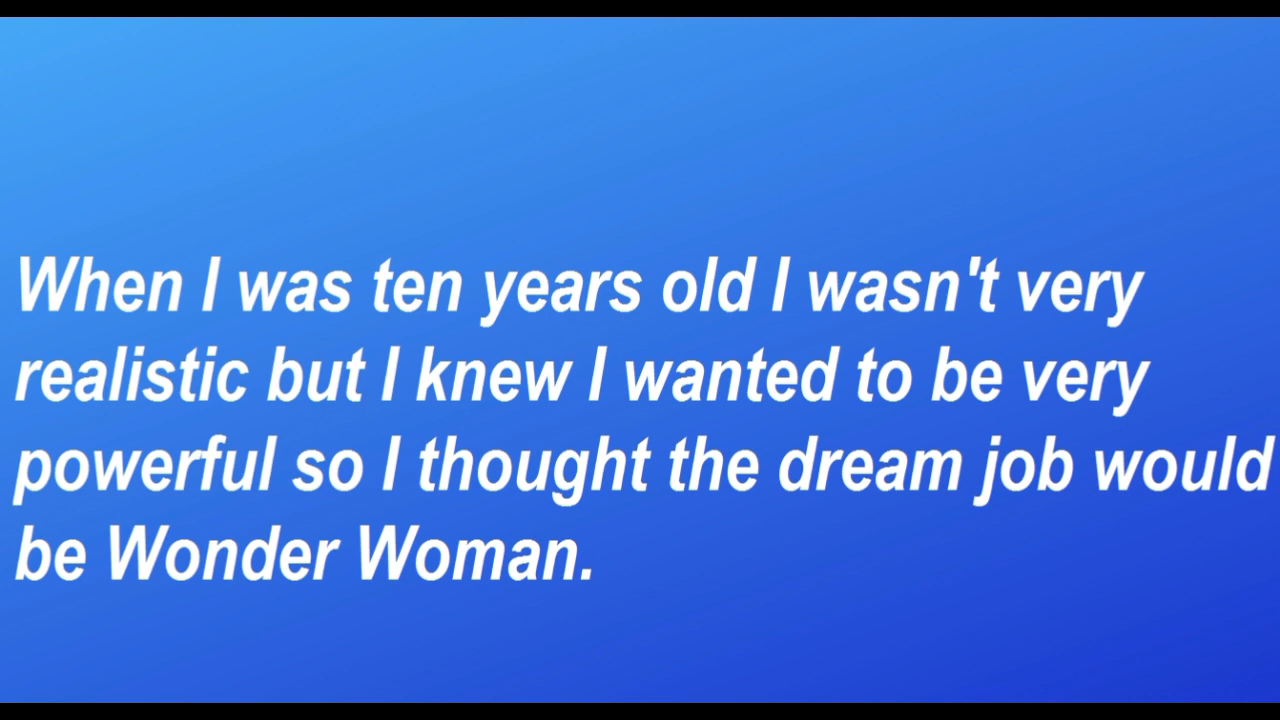 When I was ten years old I wasn't very
realistic but I knew I wanted to be very
powerful so I thought the dream job would
be Wonder Woman.